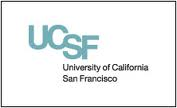 UCSF
University of California
San Francisco